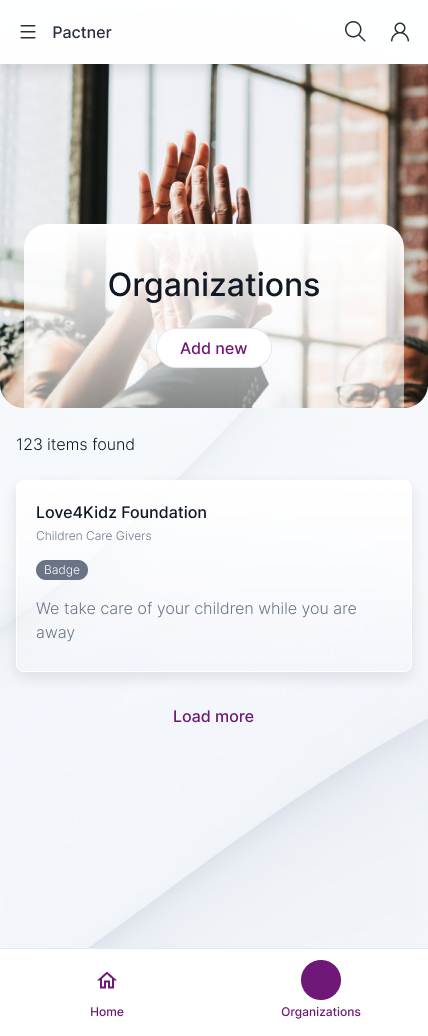 Pactner
Organizations
Add new
123 items found
Love4Kidz Foundation
Children Care Givers
Badge
We take care of your children while you are
away
Load more
Home
Organizations